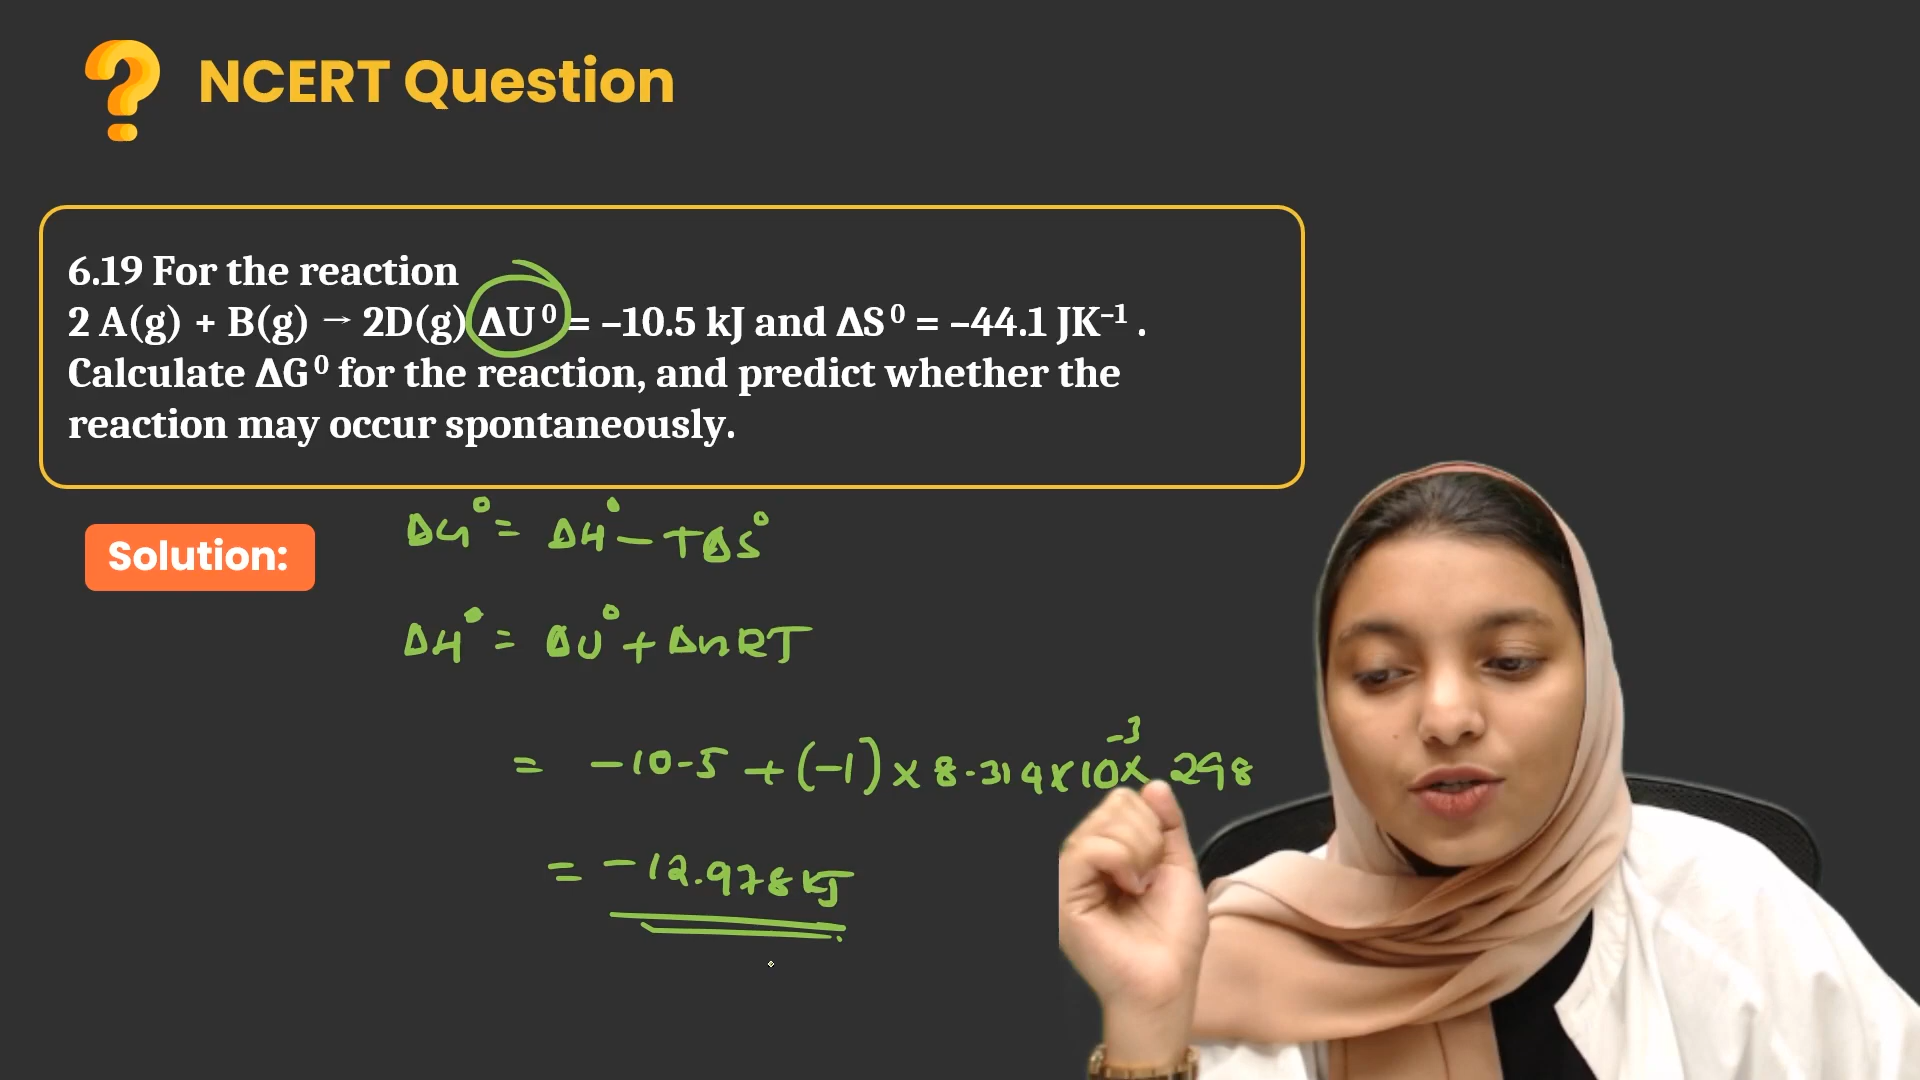 NCERT Question
6.19 For the reaction
2 A(g) + B(g) → 2D(g) ΔU⁰ = –10.5 kJ and ΔS⁰ = –44.1 JK⁻¹ .
Calculate ΔG⁰ for the reaction, and predict whether the
reaction may occur spontaneously.
Solution:
ΔG° = ΔH° – TΔS°
ΔH° = ΔU° + ΔnRT
= –10.5 + (–1) × 8.314 × 10⁻³ × 298
= –12.978 kJ